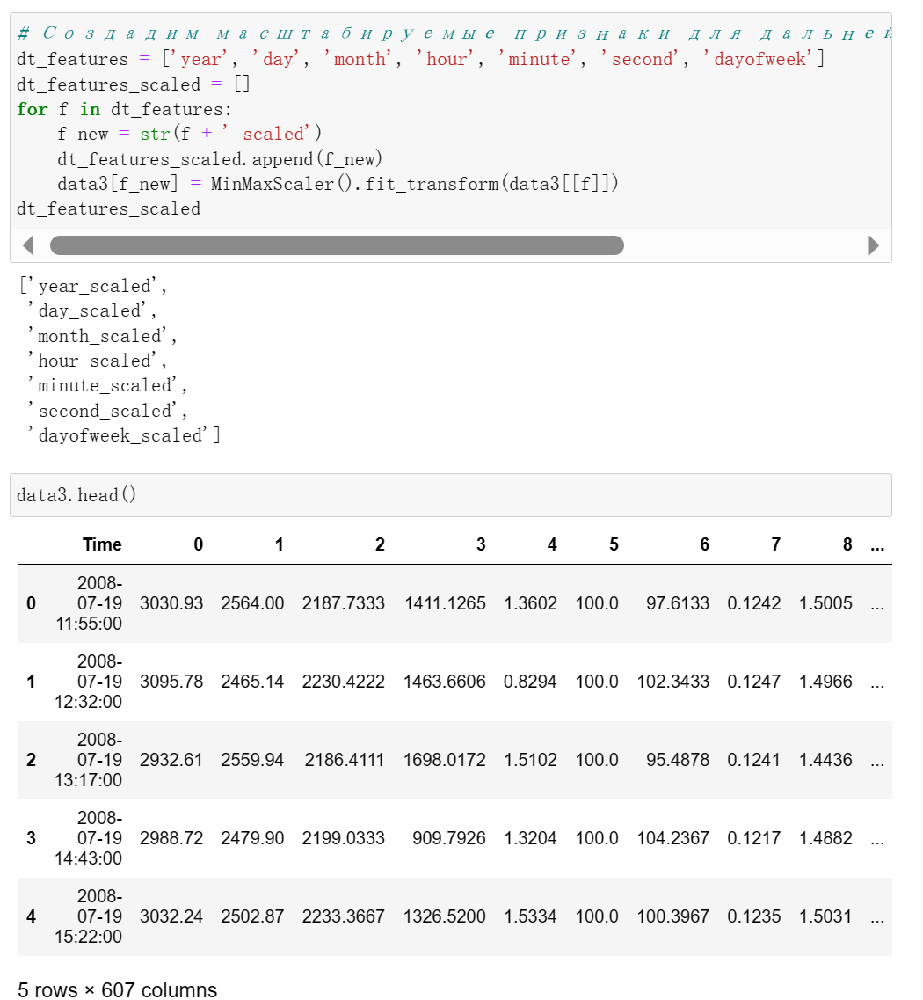 # Создадим масштабируемые признаки для дальней
dt_features = ['year', 'day', 'month', 'hour', 'minute', 'second', 'dayofweek']
dt_features_scaled = []
for f in dt_features:
    f_new = str(f + '_scaled')
    dt_features_scaled.append(f_new)
    data3[f_new] = MinMaxScaler().fit_transform(data3[[f]])
dt_features_scaled
['year_scaled',
 'day_scaled',
 'month_scaled',
 'hour_scaled',
 'minute_scaled',
 'second_scaled',
 'dayofweek_scaled']
data3.head()
Time 0 1 2 3 4 5 6 7 8 ...
2008-
0 07-19 3030.93 2564.00 2187.7333 1411.1265 1.3602 100.0 97.6133 0.1242 1.5005 ...
11:55:00
2008-
1 07-19 3095.78 2465.14 2230.4222 1463.6606 0.8294 100.0 102.3433 0.1247 1.4966 ...
12:32:00
2008-
2 07-19 2932.61 2559.94 2186.4111 1698.0172 1.5102 100.0 95.4878 0.1241 1.4436 ...
13:17:00
2008-
3 07-19 2988.72 2479.90 2199.0333 909.7926 1.3204 100.0 104.2367 0.1217 1.4882 ...
14:43:00
2008-
4 07-19 3032.24 2502.87 2233.3667 1326.5200 1.5334 100.0 100.3967 0.1235 1.5031 ...
15:22:00
5 rows × 607 columns